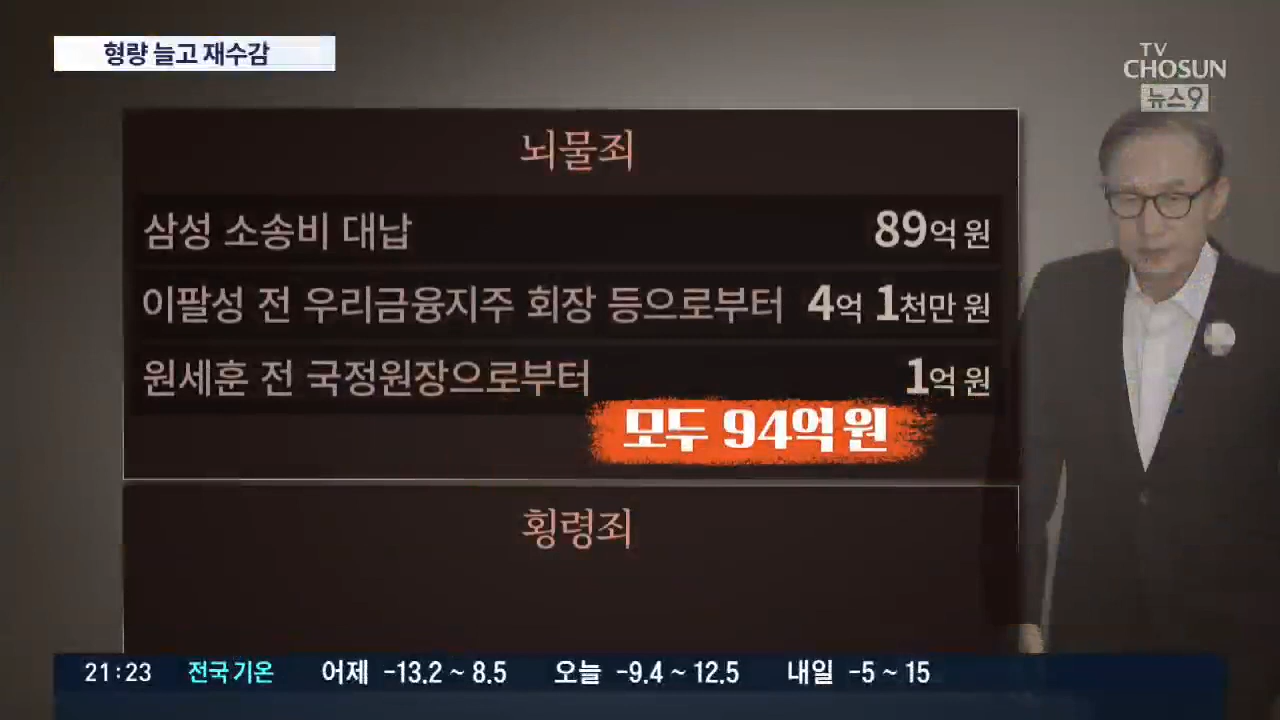 형량 늘고 재수감
TV
CHOSUN
뉴스9
뇌물죄
삼성 소송비 대납 89억 원
이팔성 전 우리금융지주 회장 등으로부터 4억 1천만 원
원세훈 전 국정원장으로부터 1억 원
모두 94억 원
횡령죄
21:23 전국 기온 어제 -13.2 ~ 8.5 오늘 -9.4 ~ 12.5 내일 -5 ~ 15